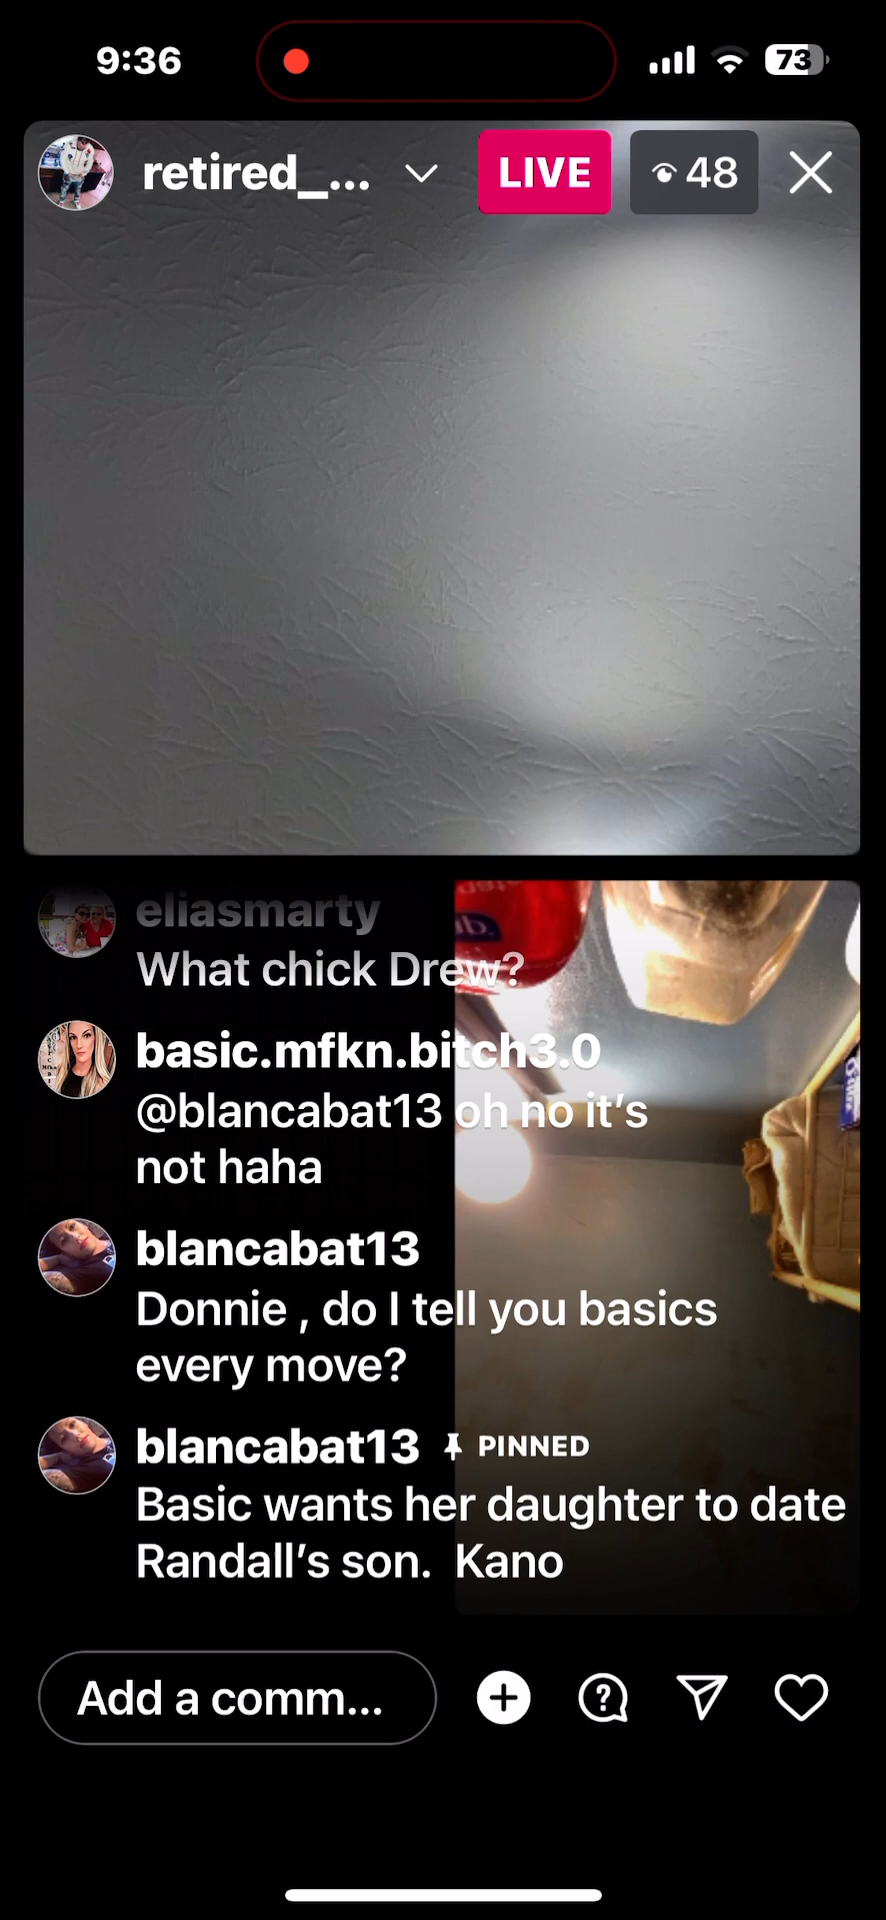 9:36
73
retired_...
LIVE
48
eliasmarty
What chick Drew?
basic.mfkn.bitch3.0
@blancabat13 oh no it's
not haha
blancabat13
Donnie , do I tell you basics
every move?
blancabat13 PINNED
Basic wants her daughter to date
Randall's son.  Kano
Add a comm...